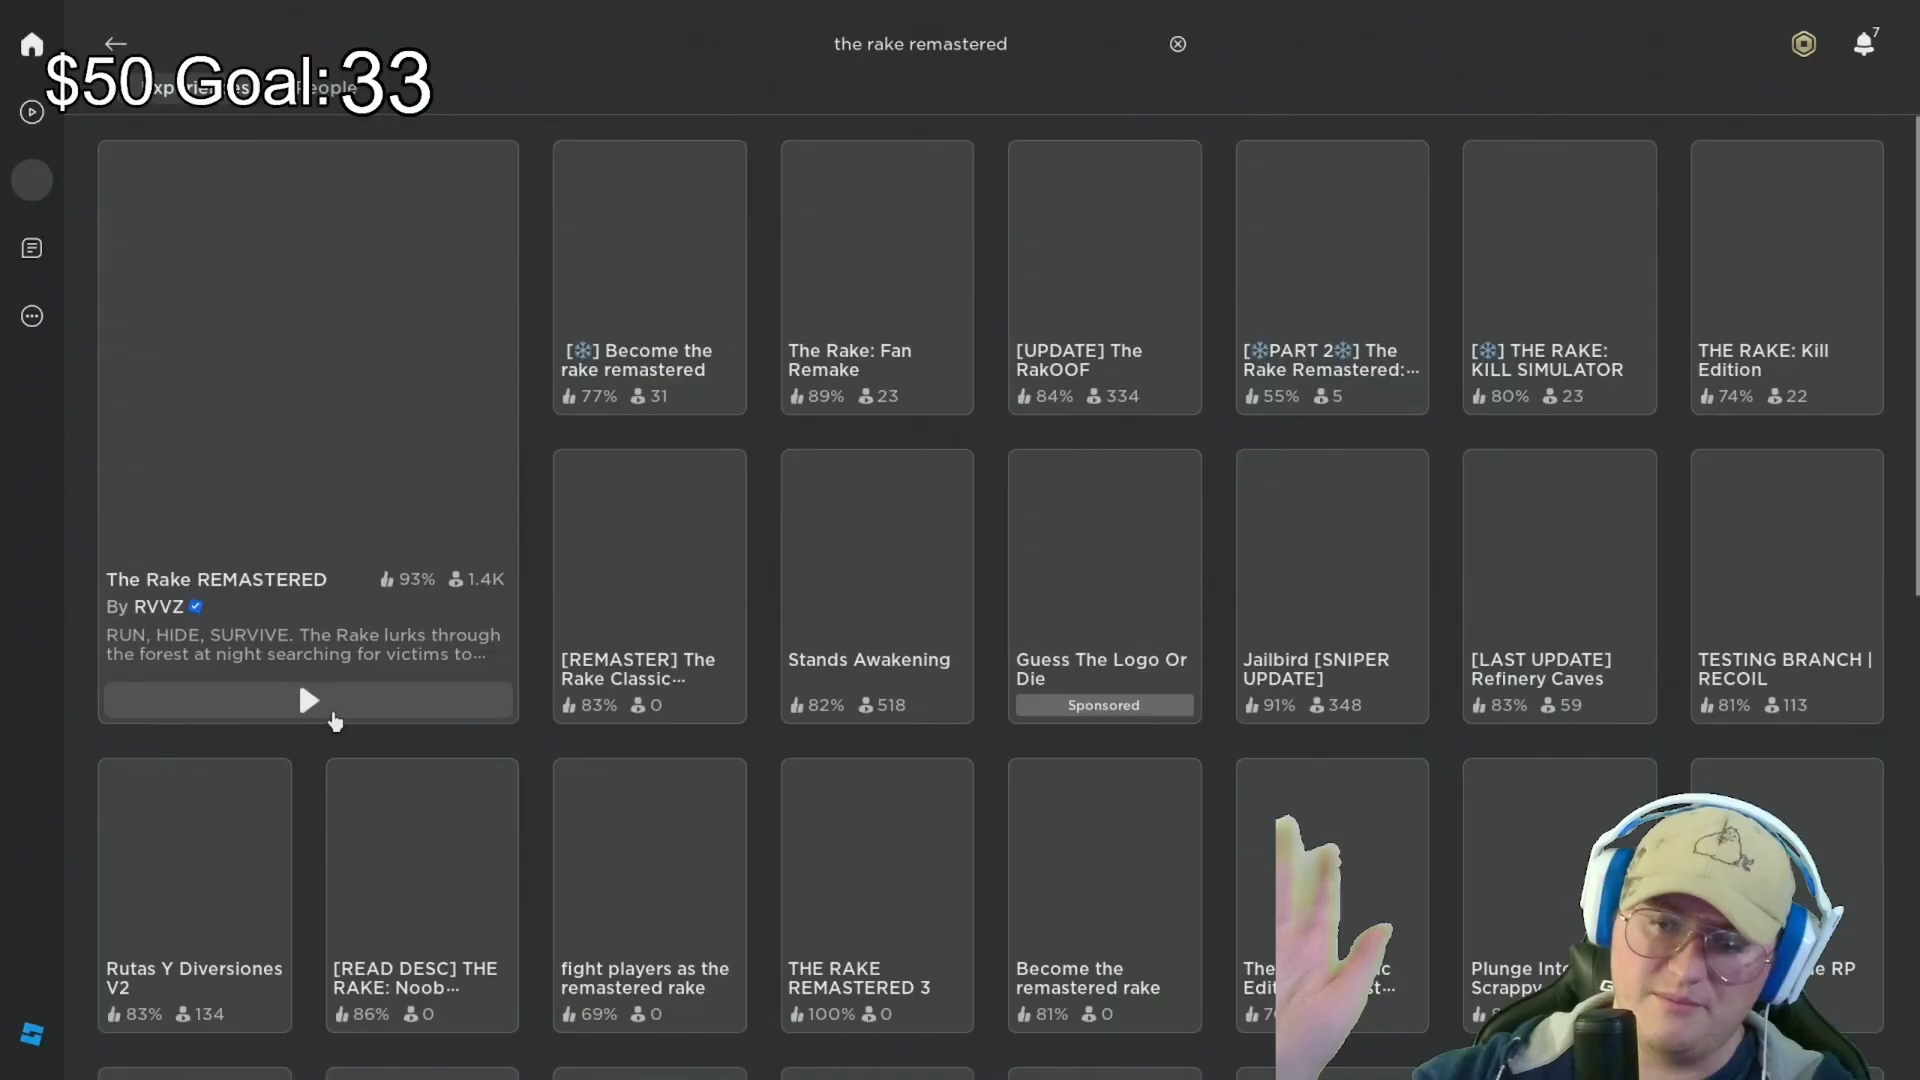 the rake remastered
7
$50 Goal:33
The Rake REMASTERED
93% 1.4K
By RVVZ
RUN, HIDE, SURVIVE. The Rake lurks through
the forest at night searching for victims to...
[❄] Become the
rake remastered
77% 31
The Rake: Fan
Remake
89% 23
[UPDATE] The
RakOOF
84% 334
[❄PART 2❄] The
Rake Remastered:...
55% 5
[❄] THE RAKE:
KILL SIMULATOR
80% 23
THE RAKE: Kill
Edition
74% 22
[REMASTER] The
Rake Classic...
83% 0
Stands Awakening
82% 518
Guess The Logo Or
Die
Sponsored
Jailbird [SNIPER
UPDATE]
91% 348
[LAST UPDATE]
Refinery Caves
83% 59
TESTING BRANCH |
RECOIL
81% 113
Rutas Y Diversiones
V2
83% 134
[READ DESC] THE
RAKE: Noob...
86% 0
fight players as the
remastered rake
69% 0
THE RAKE
REMASTERED 3
100% 0
Become the
remastered rake
81% 0
Plunge
Scrappy
RP